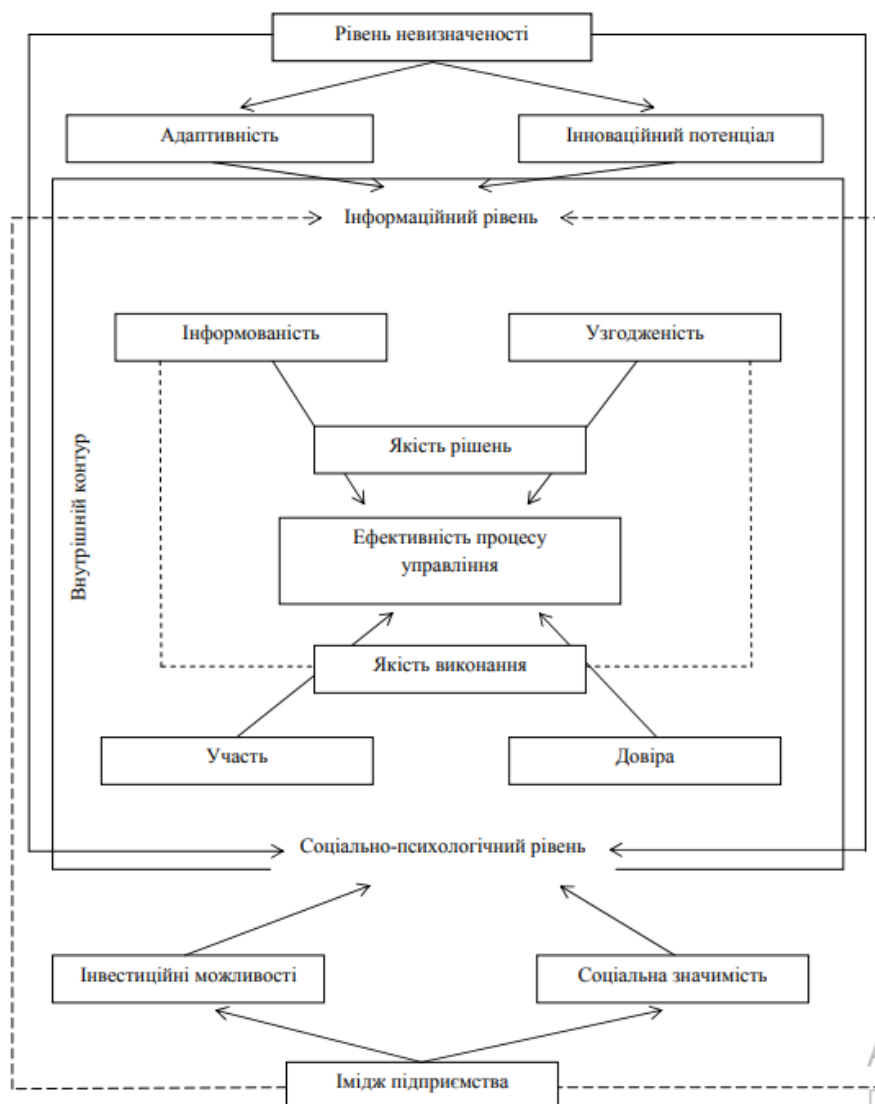 Рівень невизначеності
Адаптивність
Інноваційний потенціал
Інформаційний рівень
Інформованість
Узгодженість
Якість рішень
Внутрішній контур
Ефективність процесу
управління
Якість виконання
Участь
Довіра
Соціально-психологічний рівень
Інвестиційні можливості
Соціальна значимість
Імідж підприємства